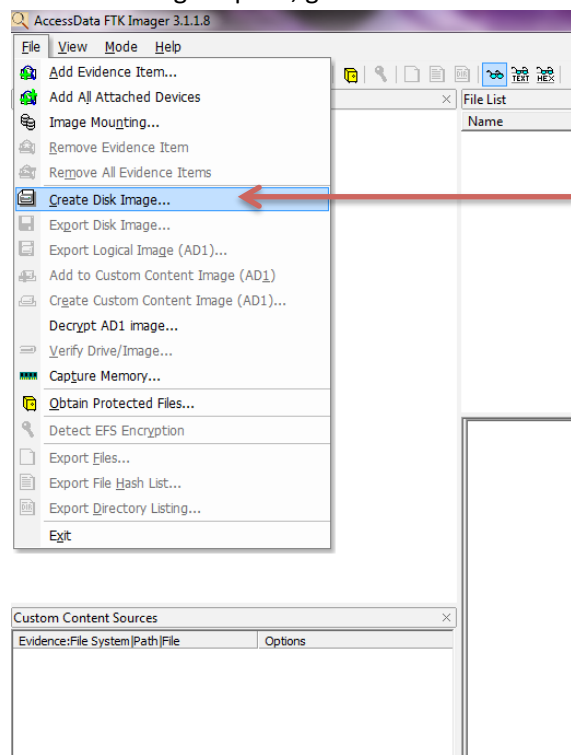 AccessData FTK Imager 3.1.1.8
File View Mode Help
Add Evidence Item...
Add All Attached Devices
Image Mounting...
Remove Evidence Item
Remove All Evidence Items
Create Disk Image...
Export Disk Image...
Export Logical Image (AD1)...
Add to Custom Content Image (AD1)
Create Custom Content Image (AD1)...
Decrypt AD1 image...
Verify Drive/Image...
Capture Memory...
Obtain Protected Files...
Detect EFS Encryption
Export Files...
Export File Hash List...
Export Directory Listing...
Exit
TEXT HEX
File List
Name
Custom Content Sources
Evidence:File System|Path|File Options